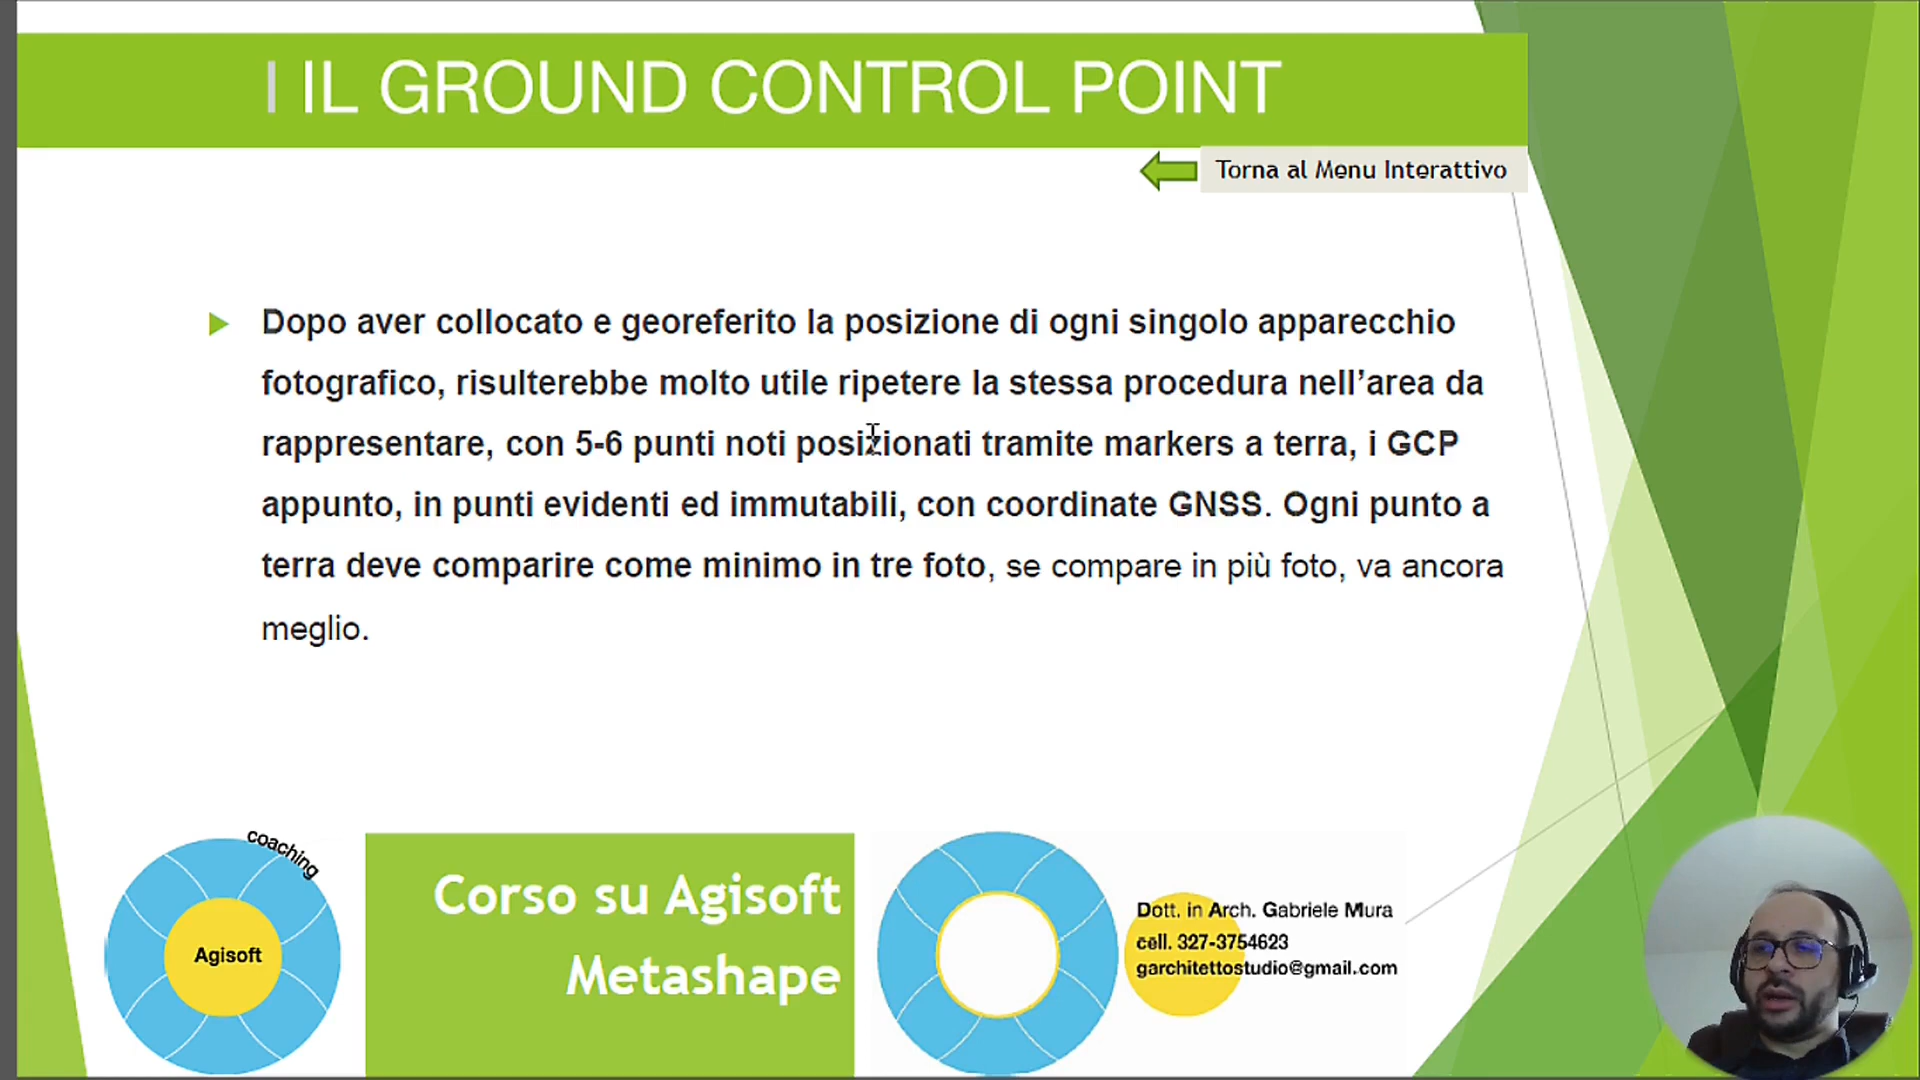 I IL GROUND CONTROL POINT
Torna al Menu Interattivo
Dopo aver collocato e georeferito la posizione di ogni singolo apparecchio
fotografico, risulterebbe molto utile ripetere la stessa procedura nell’area da
rappresentare, con 5-6 punti noti posizionati tramite markers a terra, i GCP
appunto, in punti evidenti ed immutabili, con coordinate GNSS. Ogni punto a
terra deve comparire come minimo in tre foto, se compare in più foto, va ancora
meglio.
coaching
Agisoft
Corso su Agisoft
Metashape
Dott. in Arch. Gabriele Mura
cell. 327-3754623
garchitettostudio@gmail.com